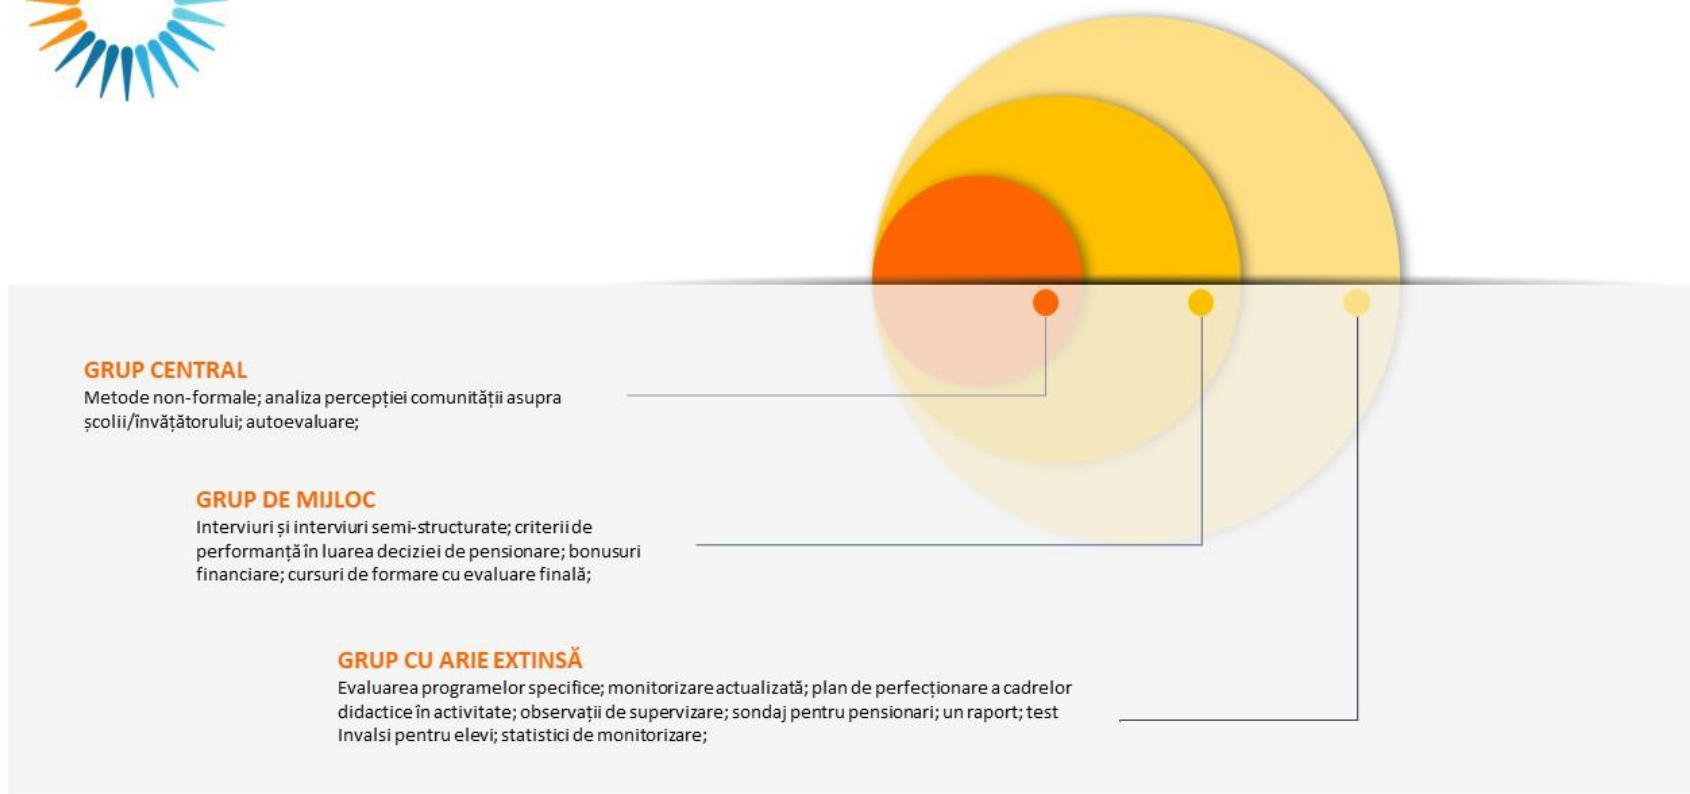 GRUP CENTRAL
Metode non-formale; analiza percepției comunității asupra
școlii/învățătorului; autoevaluare;
GRUP DE MIJLOC
Interviuri și interviuri semi-structurate; criterii de
performanță în luarea deciziei de pensionare; bonusuri
financiare; cursuri de formare cu evaluare finală;
GRUP CU ARIE EXTINSĂ
Evaluarea programelor specifice; monitorizare actualizată; plan de perfecționare a cadrelor
didactice în activitate; observații de supervizare; sondaj pentru pensionari; un raport; test
Invalsi pentru elevi; statistici de monitorizare;